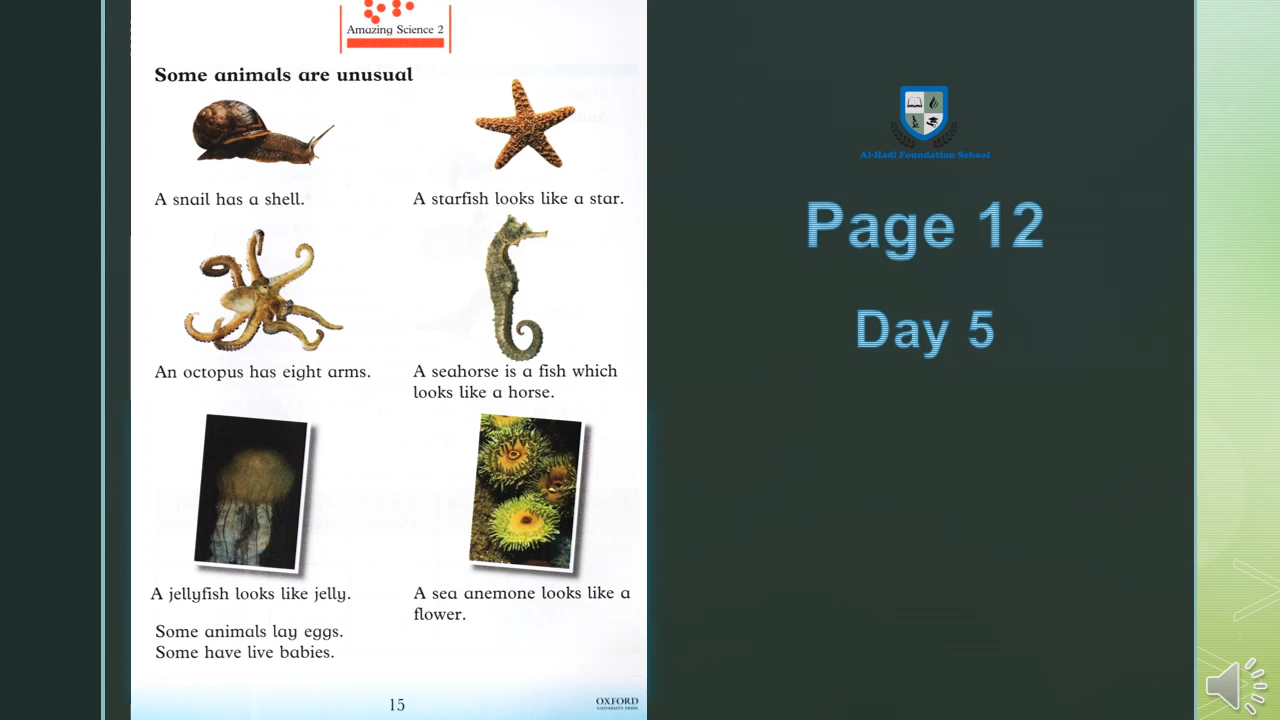 Amazing Science 2
Some animals are unusual
A snail has a shell.
A starfish looks like a star.
An octopus has eight arms.
A seahorse is a fish which
looks like a horse.
A jellyfish looks like jelly.
A sea anemone looks like a
flower.
Some animals lay eggs.
Some have live babies.
15
OXFORD
UNIVERSITY PRESS
Al-Hadi Foundation School
Page 12
Day 5